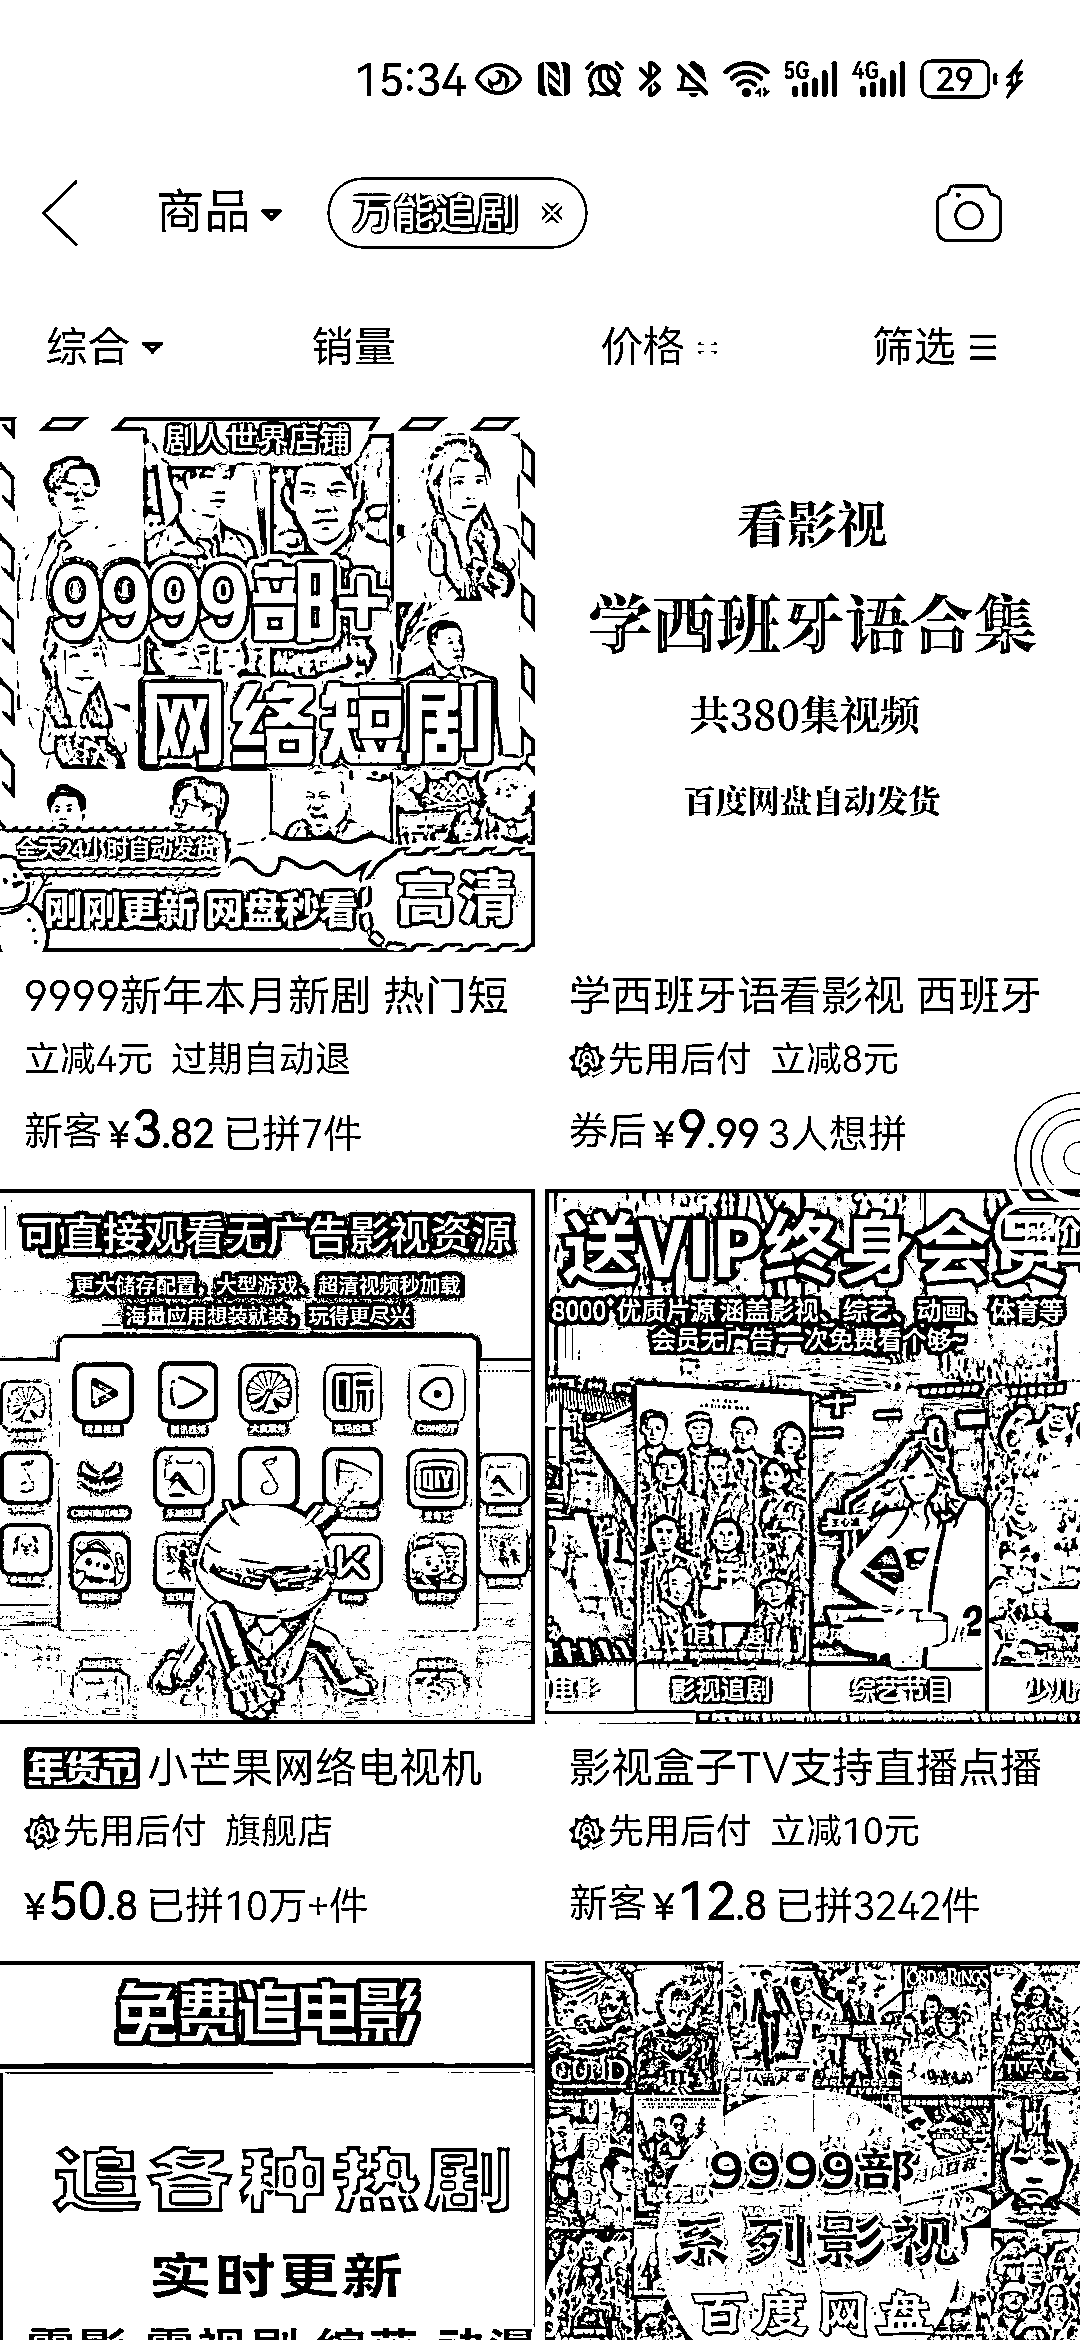 15:34 5G 4G 29
商品 万能追剧
综合 销量 价格 筛选
剧人世界店铺
9999部+
网络短剧
全天24小时自动发货
刚刚更新 网盘秒看
高清
看影视
学西班牙语合集
共380集视频
百度网盘自动发货
9999新年本月新剧 热门短
立减4元 过期自动退
新客¥3.82 已拼7件
学西班牙语看影视 西班牙
先用后付 立减8元
券后¥9.99 3人想拼
可直接观看无广告影视资源
更大储存配置，大型游戏、超清视频秒加载
海量应用想装就装，玩得更尽兴
听
DIY
送VIP终身会员
8000+优质片源 涵盖影视、综艺、动画、体育等
会员无广告一次免费看个够
电影 影视追剧 综艺节目 少儿
年货节 小芒果网络电视机
先用后付 旗舰店
¥50.8 已拼10万+件
影视盒子TV支持直播点播
先用后付 立减10元
新客¥12.8 已拼3242件
免费追电影
追各种热剧
实时更新
电影 电视剧 综艺 动漫
9999部
系列影视
百度网盘